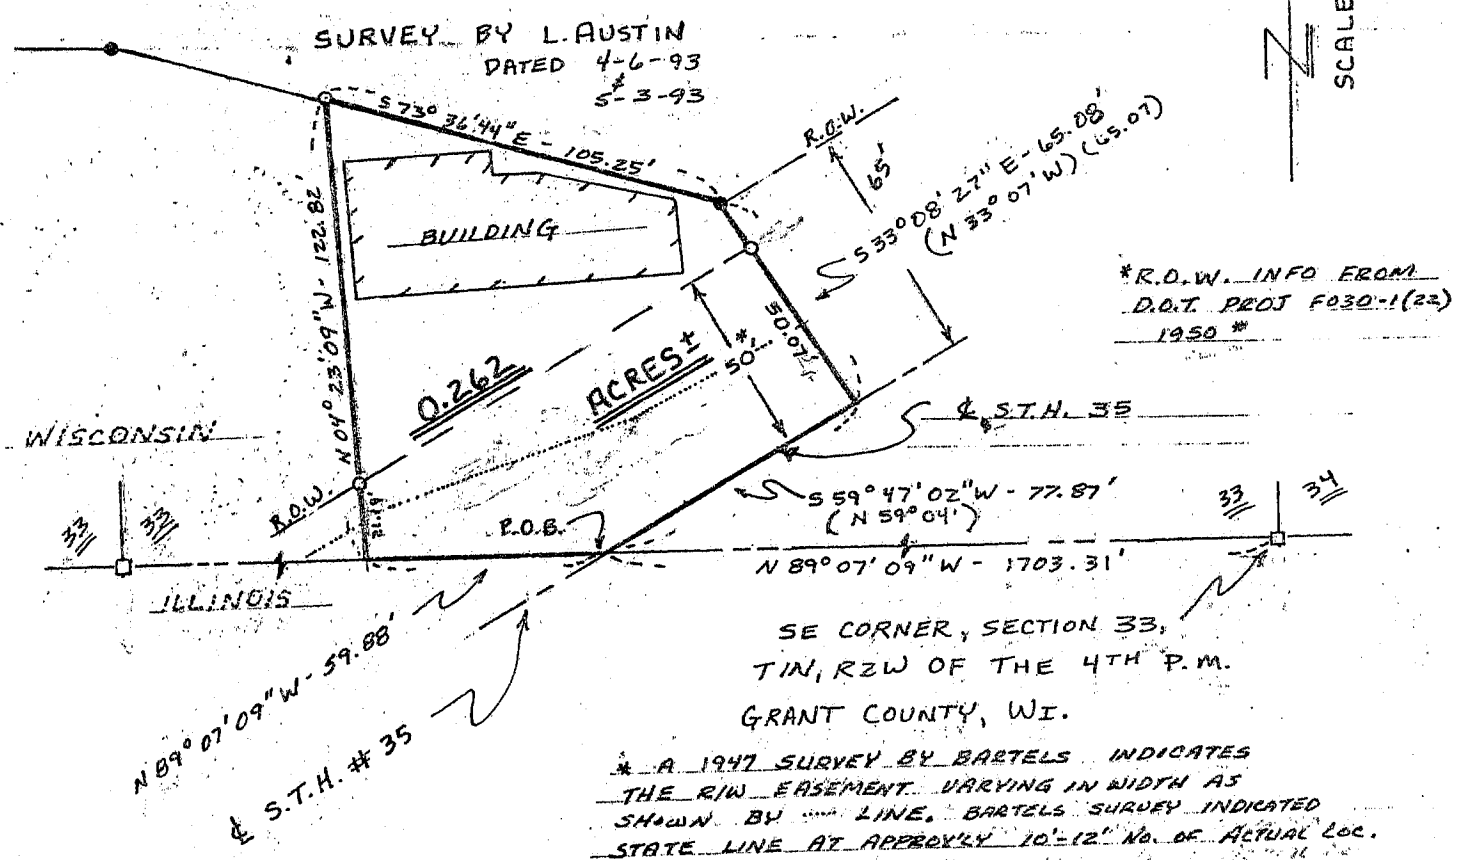 SURVEY BY L. AUSTIN
DATED 4-6-93
&
5-3-93
SCALE
S 73° 36'44" E - 105.25'
R.O.W.
65'
S 33° 08' 27" E - 65.08'
(N 33° 07' W) (65.07)
N 04° 23' 09" W - 122.82'
BUILDING
*R.O.W. INFO FROM
D.O.T. PROJ F030-1(22)
1950 *
50.07'
50' *
0.262 ACRES ±
℄ S.T.H. 35
WISCONSIN
S 59° 47' 02" W - 77.87'
(N 59° 04')
R.O.W.
P.O.B.
33
32
33
34
N 89° 07' 09" W - 1703.31'
ILLINOIS
N 89° 07' 09" W - 59.88'
℄ S.T.H. # 35
SE CORNER, SECTION 33,
T1N, R2W OF THE 4TH P.M.
GRANT COUNTY, WI.
* A 1947 SURVEY BY BARTELS INDICATES
THE R/W EASEMENT VARYING IN WIDTH AS
SHOWN BY ····· LINE. BARTELS SURVEY INDICATED
STATE LINE AT APPROX'LY 10'-12' NO. OF ACTUAL LOC.